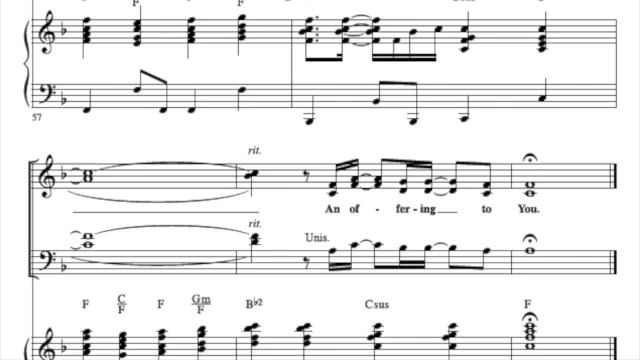 F
F
57
rit.
An of - fer - ing to You.
rit.
Unis.
F C/F F Gm/F B♭2 Csus F